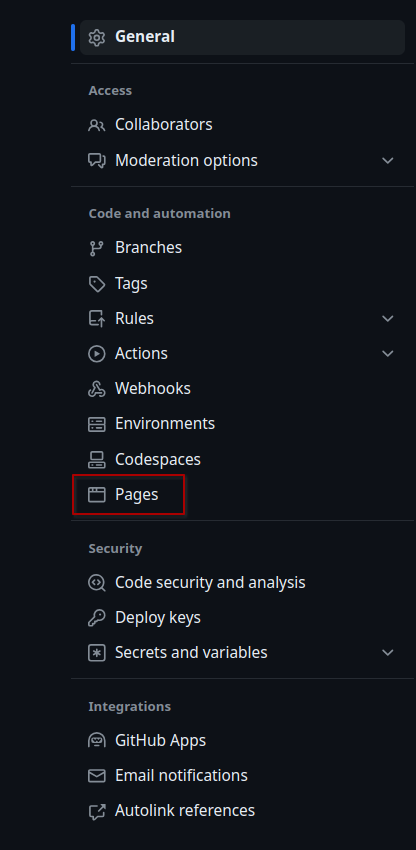 General
Access
Collaborators
Moderation options
Code and automation
Branches
Tags
Rules
Actions
Webhooks
Environments
Codespaces
Pages
Security
Code security and analysis
Deploy keys
Secrets and variables
Integrations
GitHub Apps
Email notifications
Autolink references